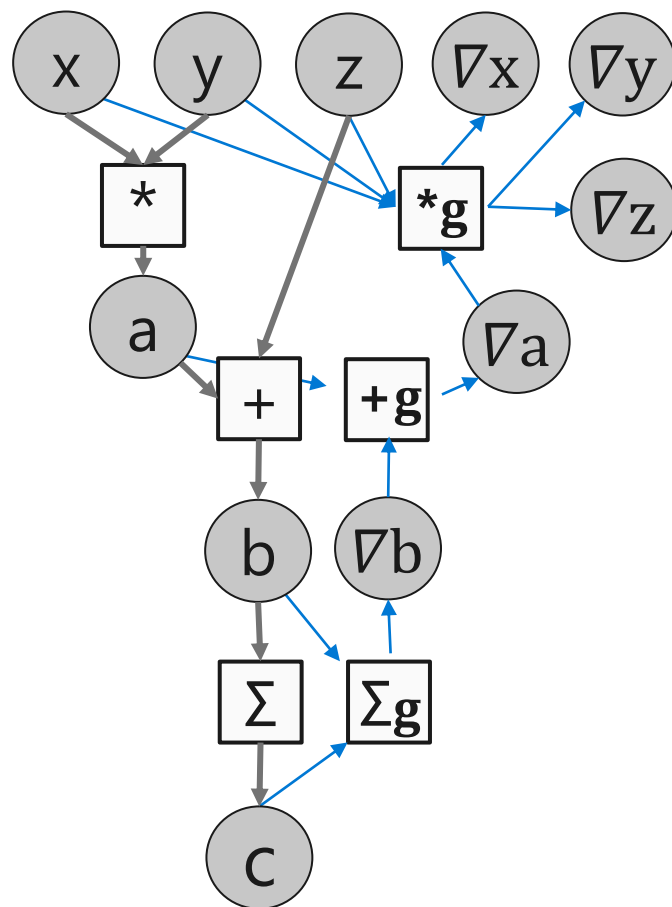 x y z ∇x ∇y
* *g ∇z
a ∇a
+ +g
b ∇b
Σ Σg
c